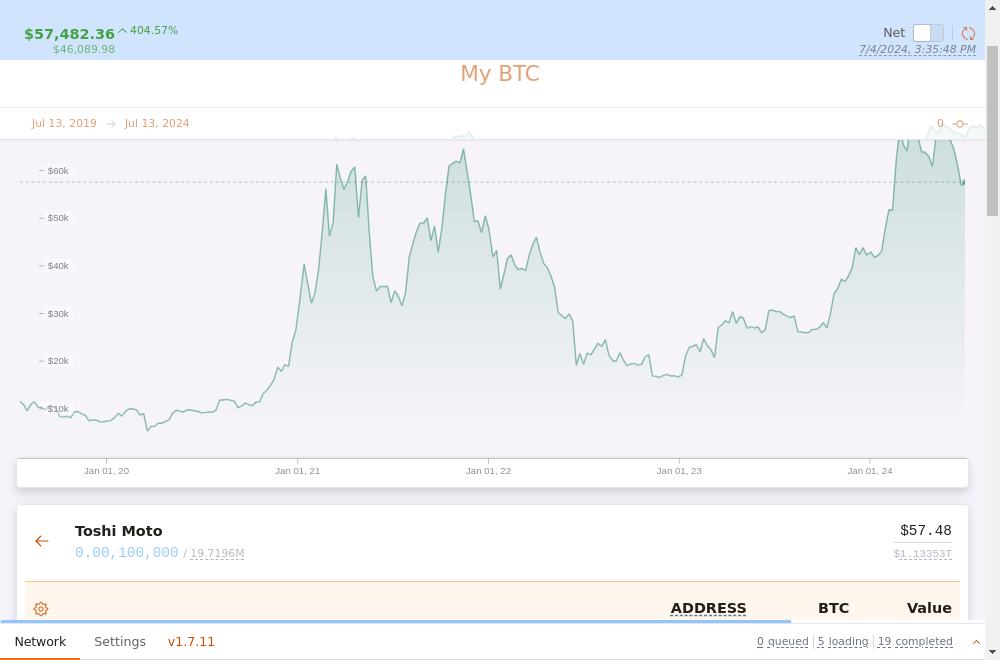 $57,482.36 404.57%
$46,089.98
Net
7/4/2024, 3:35:48 PM
My BTC
Jul 13, 2019 → Jul 13, 2024
0
$60k
$50k
$40k
$30k
$20k
$10k
Jan 01, 20 Jan 01, 21 Jan 01, 22 Jan 01, 23 Jan 01, 24
Toshi Moto
$57.48
0.00,100,000 / 19.7196M
$1.13353T
ADDRESS BTC Value
Network Settings v1.7.11
0 queued 5 loading 19 completed